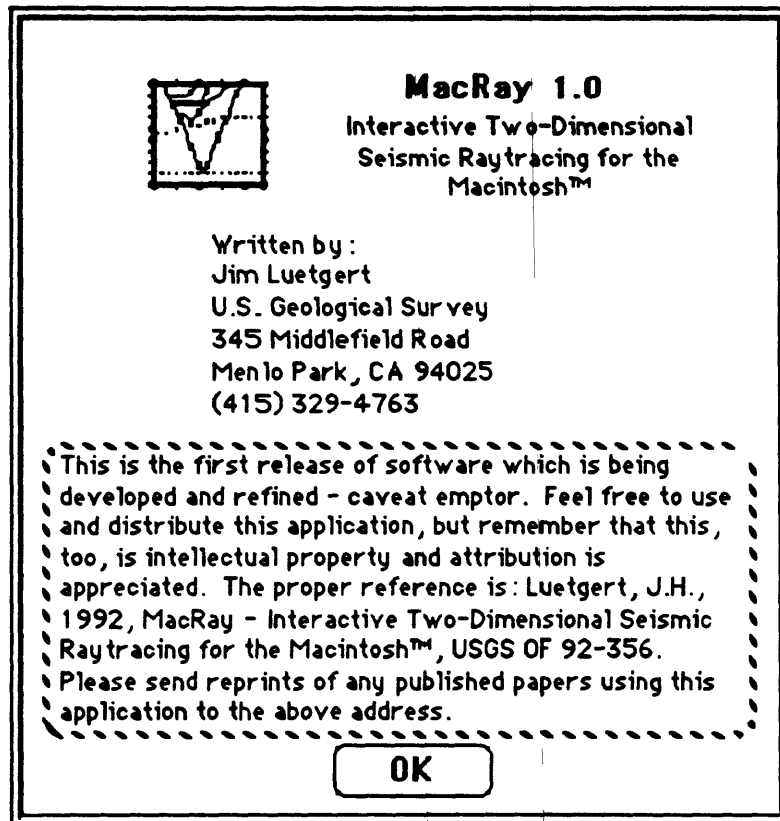 MacRay 1.0
Interactive Two-Dimensional
Seismic Raytracing for the
Macintosh™
Written by:
Jim Luetgert
U.S. Geological Survey
345 Middlefield Road
Menlo Park, CA 94025
(415) 329-4763
This is the first release of software which is being
developed and refined - caveat emptor. Feel free to use
and distribute this application, but remember that this,
too, is intellectual property and attribution is
appreciated. The proper reference is: Luetgert, J.H.,
1992, MacRay - Interactive Two-Dimensional Seismic
Raytracing for the Macintosh™, USGS OF 92-356.
Please send reprints of any published papers using this
application to the above address.
OK